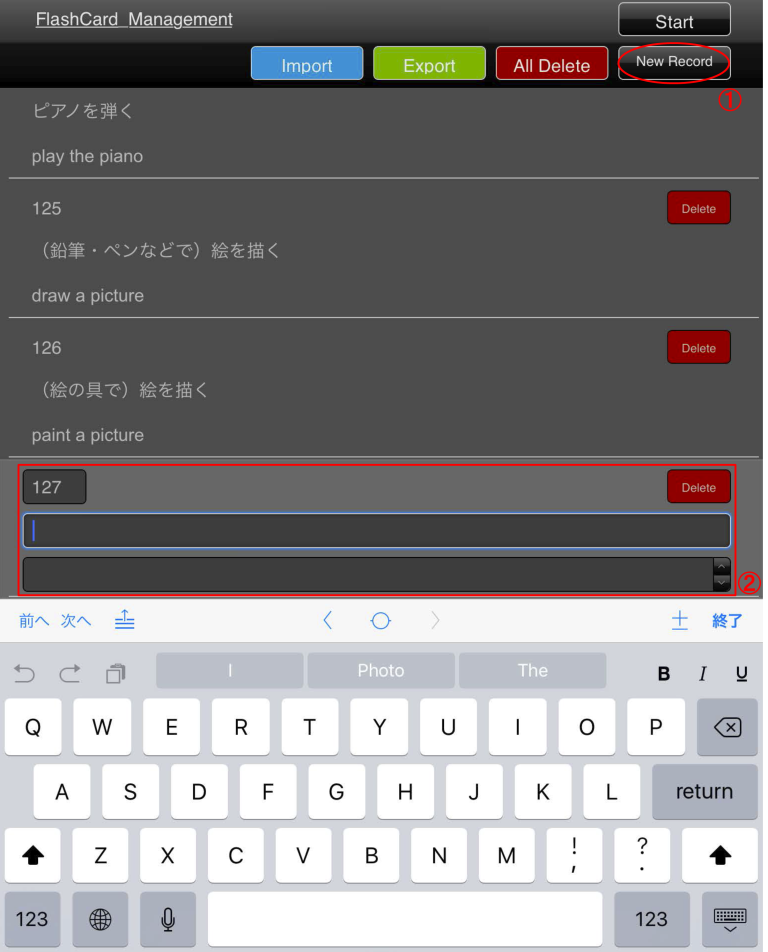 FlashCard_Management
Start
Import
Export
All Delete
New Record
①
ピアノを弾く
play the piano
125
Delete
（鉛筆・ペンなどで）絵を描く
draw a picture
126
Delete
（絵の具で）絵を描く
paint a picture
127
Delete
②
前へ 次へ
終了
I
Photo
The
B I U
Q W E R T Y U I O P
A S D F G H J K L return
Z X C V B N M ! , ? .
123
123